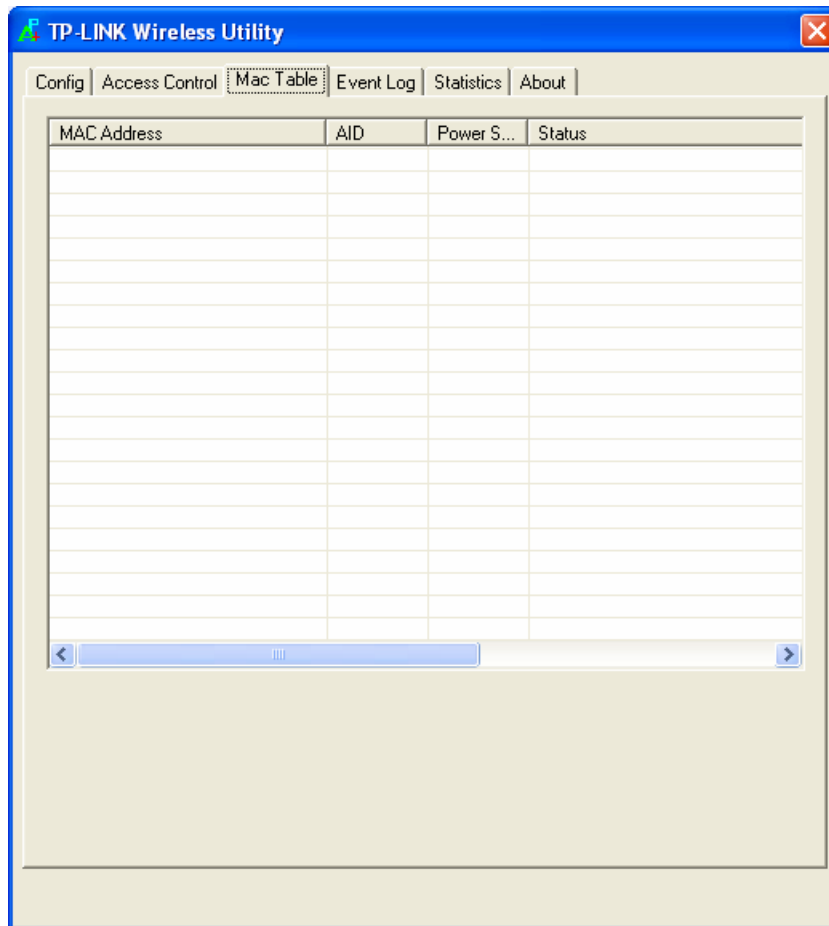 TP-LINK Wireless Utility
Config Access Control Mac Table Event Log Statistics About
MAC Address AID Power S... Status